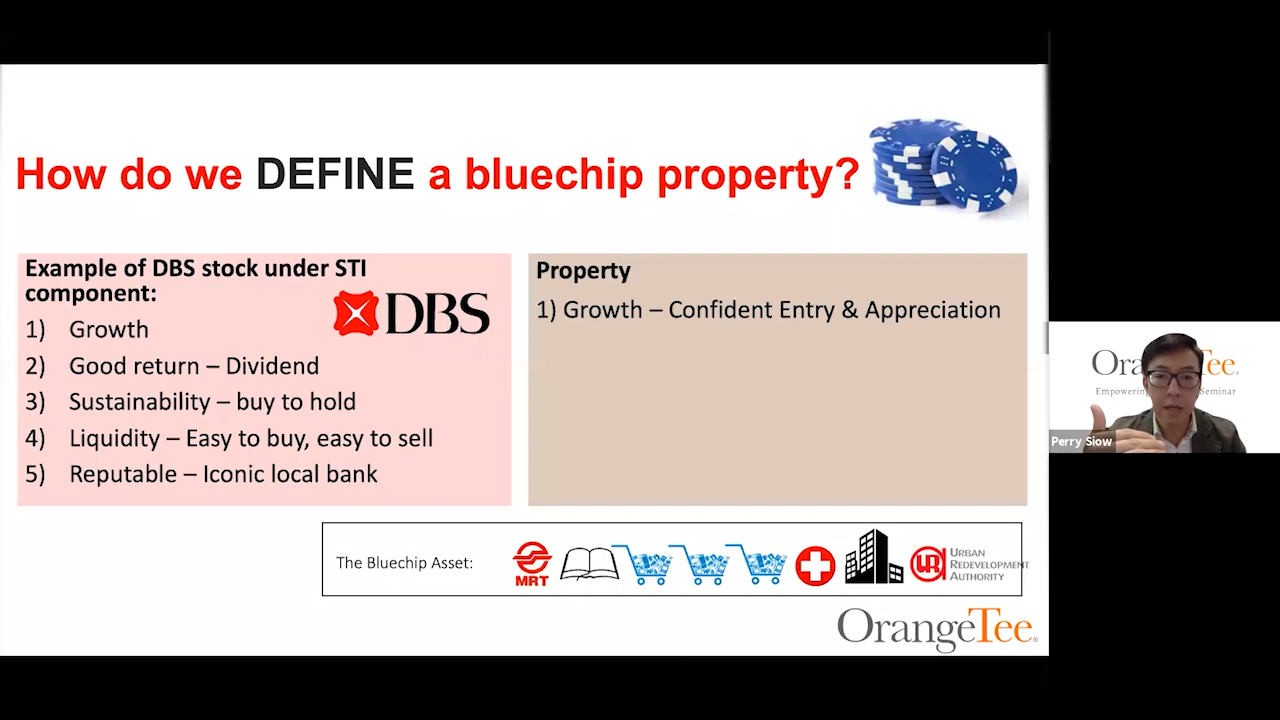 How do we DEFINE a bluechip property?
Example of DBS stock under STI
component:
DBS
1) Growth
2) Good return – Dividend
3) Sustainability – buy to hold
4) Liquidity – Easy to buy, easy to sell
5) Reputable – Iconic local bank
Property
1) Growth – Confident Entry & Appreciation
The Bluechip Asset:
MRT
URBAN
REDEVELOPMENT
AUTHORITY
OrangeTee
Perry Siow